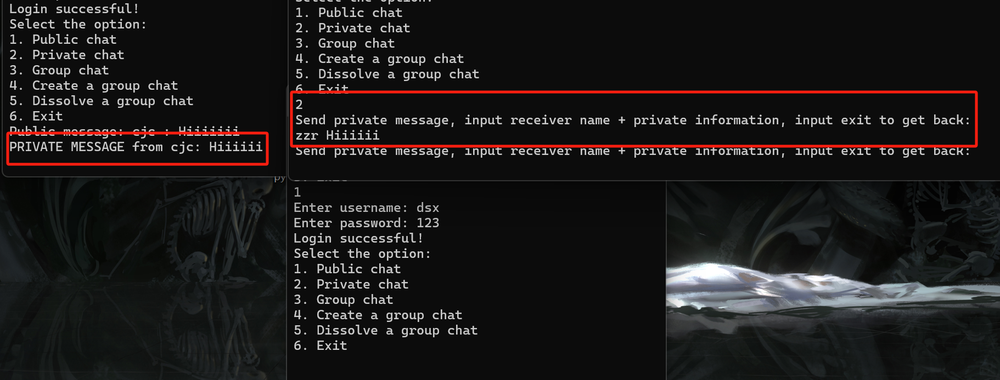 Login successful!
Select the option:
1. Public chat
2. Private chat
3. Group chat
4. Create a group chat
5. Dissolve a group chat
6. Exit
Public message: cjc : Hiiiiiii
PRIVATE MESSAGE from cjc: Hiiiiii
Select the option:
1. Public chat
2. Private chat
3. Group chat
4. Create a group chat
5. Dissolve a group chat
6. Exit
2
Send private message, input receiver name + private information, input exit to get back:
zzr Hiiiiii
Send private message, input receiver name + private information, input exit to get back:
py
1
Enter username: dsx
Enter password: 123
Login successful!
Select the option:
1. Public chat
2. Private chat
3. Group chat
4. Create a group chat
5. Dissolve a group chat
6. Exit